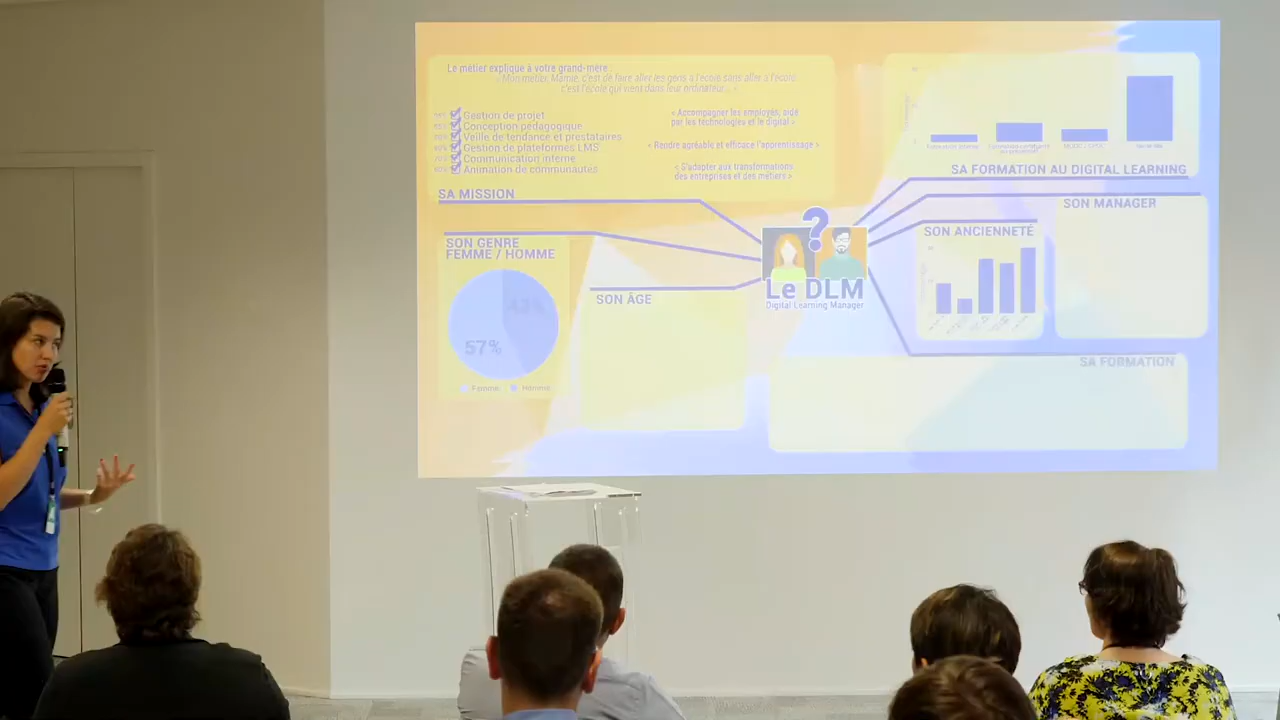 Le métier expliqué à votre grand-mère :
« Mon métier, Mamie, c'est de faire aller les gens à l'école sans aller à l'école,
c'est l'école qui vient dans leur ordinateur... »
Gestion de projet
Conception pédagogique
Veille de tendance et prestataires
Gestion de plateformes LMS
Communication interne
Animation de communautés
« Accompagner les employés, aidé
par les technologies et le digital »
« Rendre agréable et efficace l'apprentissage »
« S'adapter aux transformations
des entreprises et des métiers »
SA MISSION
SA FORMATION AU DIGITAL LEARNING
SON GENRE
FEMME / HOMME
57%
43%
Femme
Homme
SON ÂGE
?
Le DLM
Digital Learning Manager
SON ANCIENNETÉ
SON MANAGER
SA FORMATION